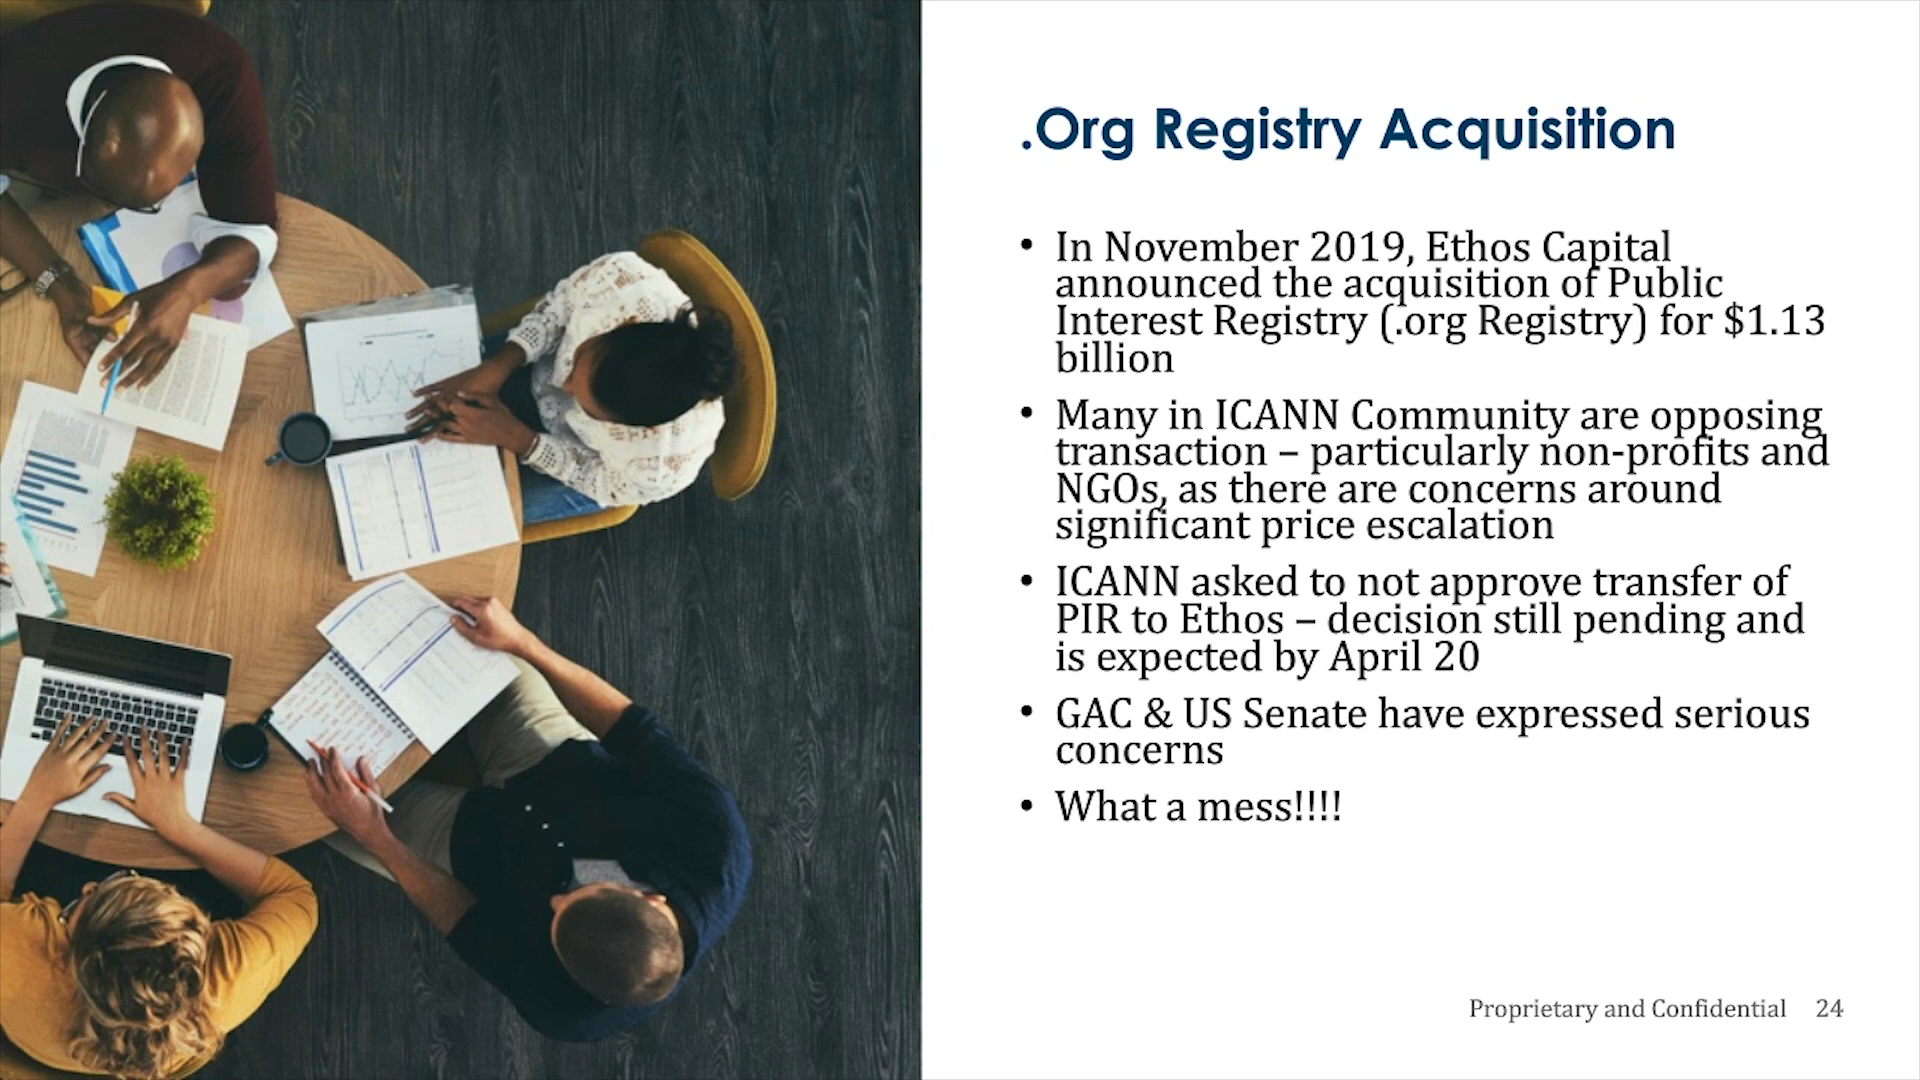 .Org Registry Acquisition
• In November 2019, Ethos Capital
announced the acquisition of Public
Interest Registry (.org Registry) for $1.13
billion
• Many in ICANN Community are opposing
transaction – particularly non-profits and
NGOs, as there are concerns around
significant price escalation
• ICANN asked to not approve transfer of
PIR to Ethos – decision still pending and
is expected by April 20
• GAC & US Senate have expressed serious
concerns
• What a mess!!!!
Proprietary and Confidential 24